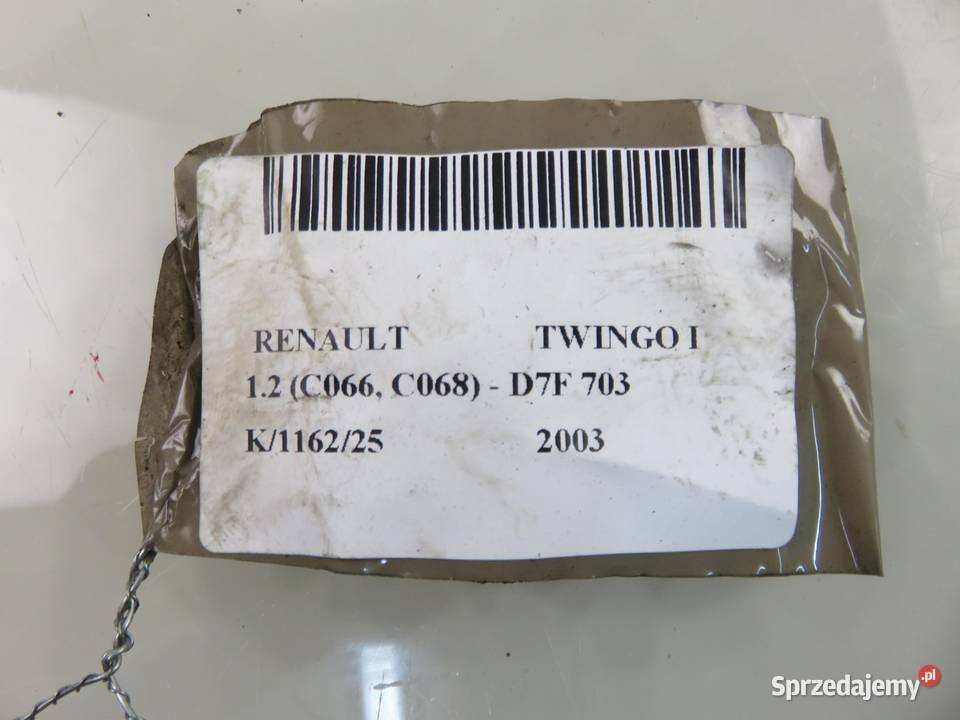 RENAULT TWINGO I
1.2 (C066, C068) - D7F 703
K/1162/25 2003
Sprzedajemy.pl